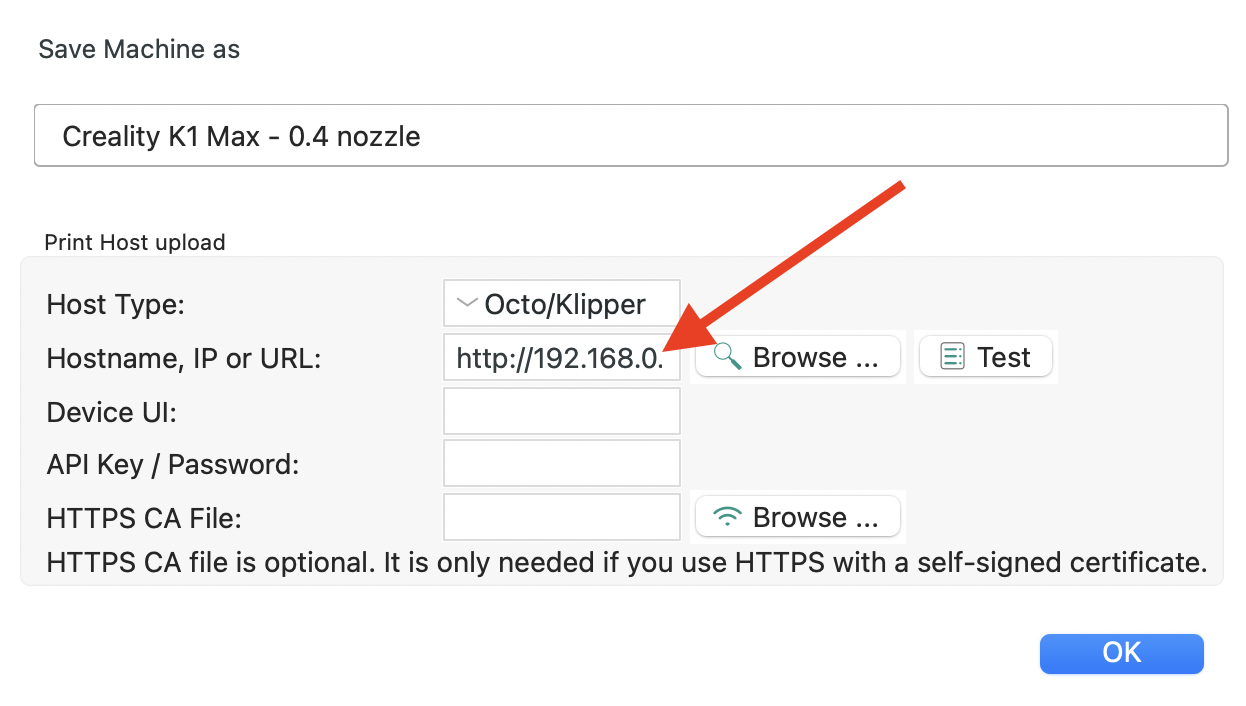 Save Machine as
Creality K1 Max - 0.4 nozzle
Print Host upload
Host Type: Octo/Klipper
Hostname, IP or URL: http://192.168.0. Browse ... Test
Device UI:
API Key / Password:
HTTPS CA File: Browse ...
HTTPS CA file is optional. It is only needed if you use HTTPS with a self-signed certificate.
OK